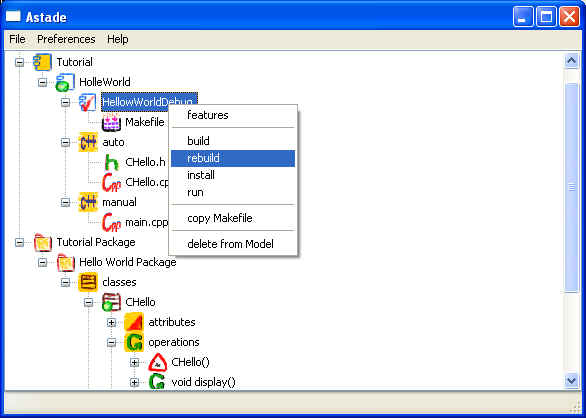 Astade
File Preferences Help
Tutorial
HolleWorld
HellowWorldDebug
features
Makefile
build
auto
rebuild
CHello.h
install
CHello.cp
run
manual
copy Makefile
main.cpp
delete from Model
Tutorial Package
Hello World Package
classes
CHello
attributes
operations
CHello()
void display()